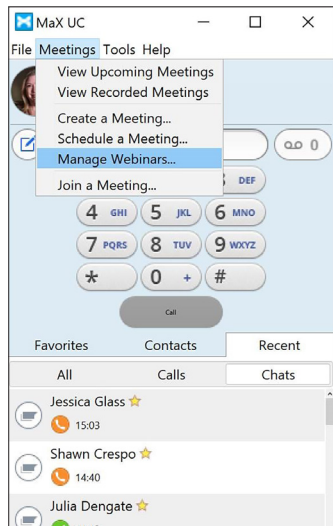 MaX UC
File Meetings Tools Help
View Upcoming Meetings
View Recorded Meetings
Create a Meeting...
Schedule a Meeting...
Manage Webinars...
Join a Meeting...
0
DEF
4 GHI 5 JKL 6 MNO
7 PQRS 8 TUV 9 WXYZ
* 0 + #
Call
Favorites Contacts Recent
All Calls Chats
Jessica Glass
15:03
Shawn Crespo
14:40
Julia Dengate